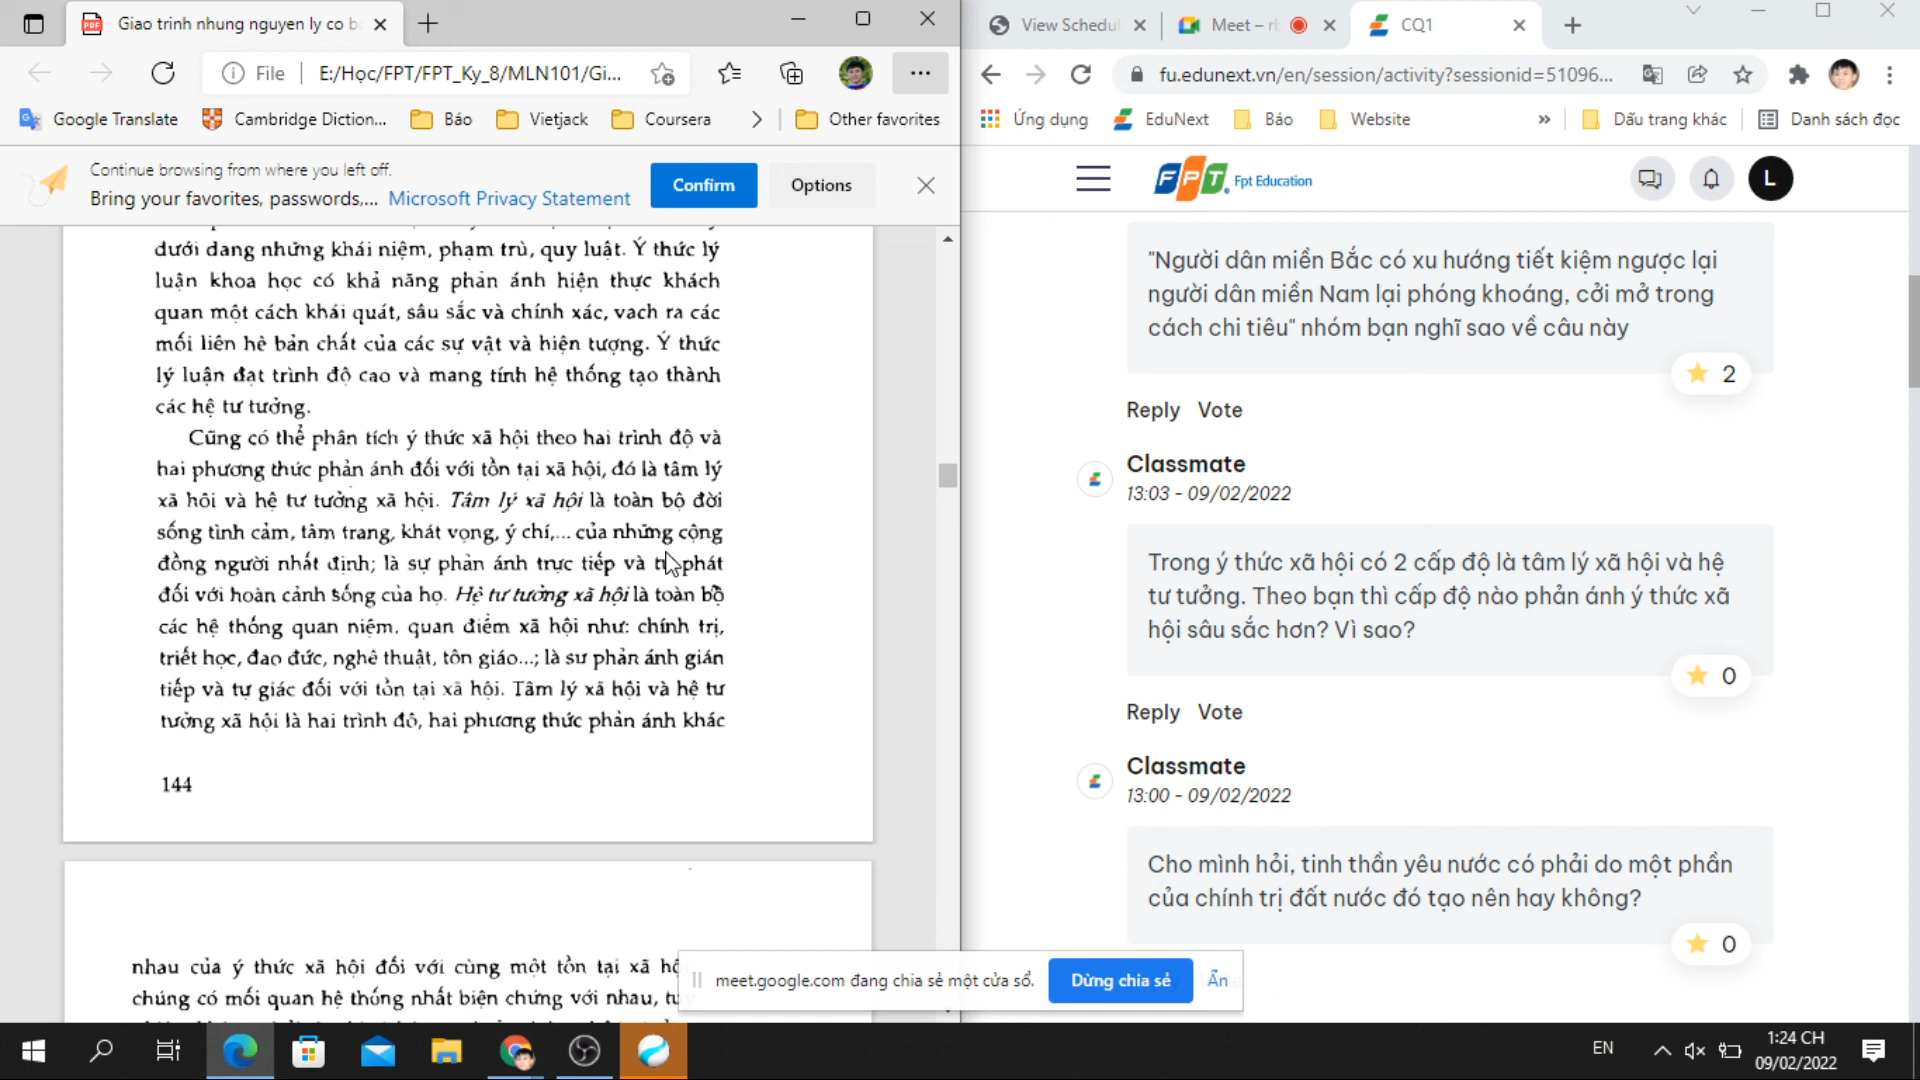 Giao trinh nhung nguyen ly co b
File
E:/Học/FPT/FPT_Ky_8/MLN101/Gi...
Google Translate
Cambridge Diction...
Báo
Vietjack
Coursera
Other favorites
Continue browsing from where you left off.
Bring your favorites, passwords,... Microsoft Privacy Statement
Confirm
Options
dưới dang những khái niệm, phạm trù, quy luật. Ý thức lý
luận khoa học có khả năng phản ánh hiện thực khách
quan một cách khái quát, sâu sắc và chính xác, vach ra các
mối liên hê bản chất của các sự vật và hiện tượng. Ý thức
lý luận đạt trình độ cao và mang tính hệ thống tạo thành
các hệ tư tưởng.
Cũng có thể phân tích ý thức xã hội theo hai trình độ và
hai phương thức phản ánh đối với tồn tại xã hội, đó là tâm lý
xã hôi và hệ tư tưởng xã hội. Tâm lý xã hội là toàn bộ đời
sống tình cảm, tâm trang, khát vọng, ý chí,... của những cộng
đồng người nhất định; là sự phản ánh trực tiếp và phát
đối với hoàn cảnh sống của họ. Hệ tư tưởng xã hội là toàn bộ
các hệ thống quan niệm. quan điểm xã hội như: chính trị,
triết học, đao đức, nghê thuật, tôn giáo...; là sư phản ánh gián
tiếp và tự giác đối với tồn tại xã hội. Tâm lý xã hội và hệ tư
tưởng xã hội là hai trình đô, hai phương thức phản ánh khác
144
nhau của ý thức xã hội đối với cùng một tồn tại xã
chúng có mối quan hệ thống nhất biện chứng với nhau,
View Schedul
Meet – rb
CQ1
fu.edunext.vn/en/session/activity?sessionid=51096...
Ứng dụng
EduNext
Báo
Website
Dấu trang khác
Danh sách đọc
FPT. Fpt Education
L
"Người dân miền Bắc có xu hướng tiết kiệm ngược lại
người dân miền Nam lại phóng khoáng, cởi mở trong
cách chi tiêu" nhóm bạn nghĩ sao về câu này
2
Reply Vote
Classmate
13:03 - 09/02/2022
Trong ý thức xã hội có 2 cấp độ là tâm lý xã hội và hệ
tư tưởng. Theo bạn thì cấp độ nào phản ánh ý thức xã
hội sâu sắc hơn? Vì sao?
0
Reply Vote
Classmate
13:00 - 09/02/2022
Cho mình hỏi, tinh thần yêu nước có phải do một phần
của chính trị đất nước đó tạo nên hay không?
0
meet.google.com đang chia sẻ một cửa sổ.
Dừng chia sẻ
Ẩn
EN
1:24 CH
09/02/2022